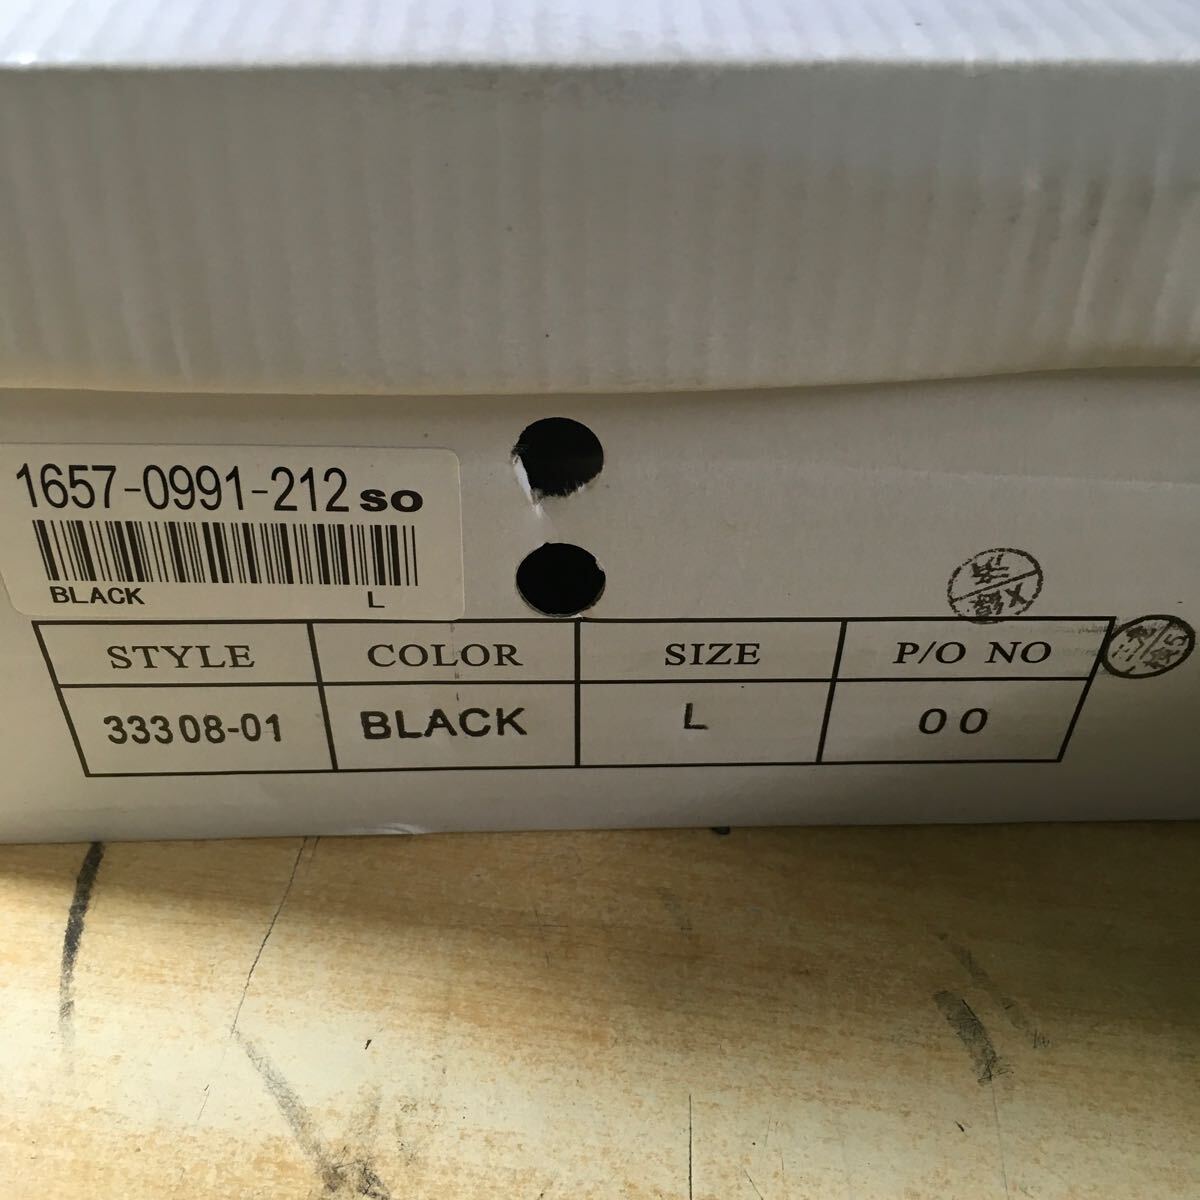 1657-0991-212 so
BLACK L
STYLE COLOR SIZE P/O NO
33308-01 BLACK L 00